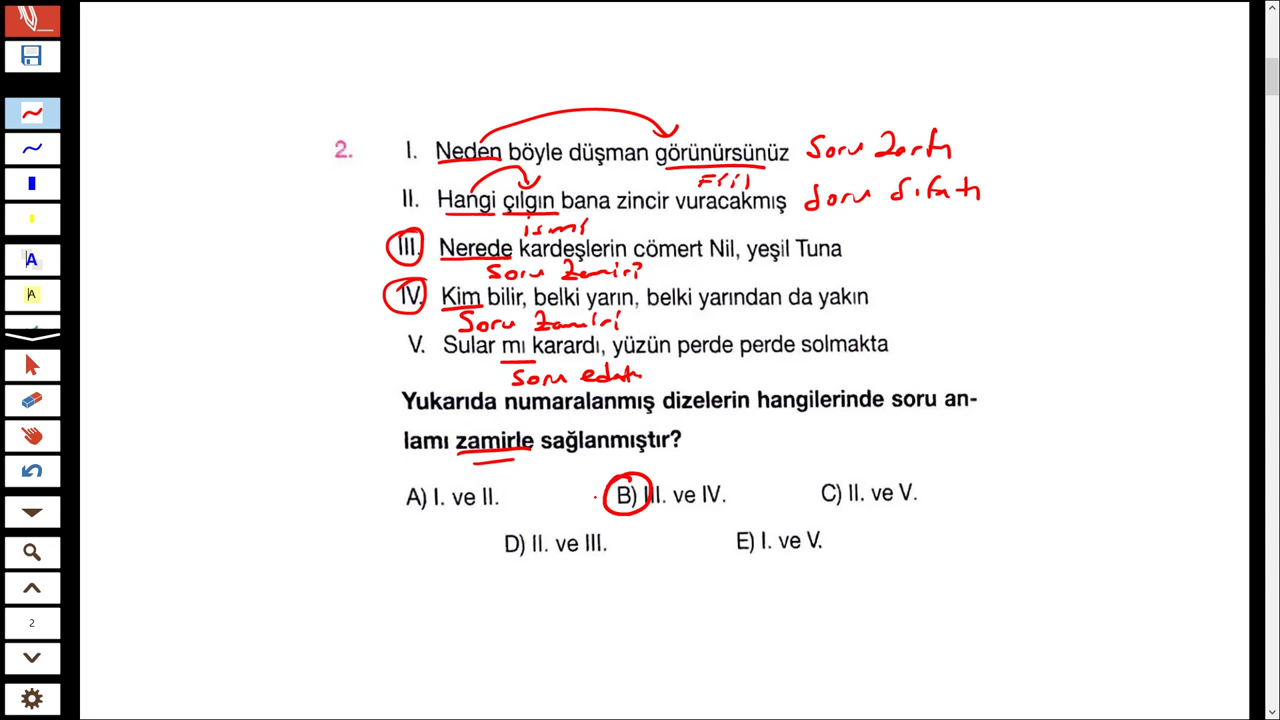 2. I. Neden böyle düşman görünürsünüz soru zarfı
Fiil
II. Hangi çılgın bana zincir vuracakmış soru sıfatı
ismi
III. Nerede kardeşlerin cömert Nil, yeşil Tuna
soru zamiri
IV. Kim bilir, belki yarın, belki yarından da yakın
soru zamiri
V. Sular mı karardı, yüzün perde perde solmakta
soru edatı
Yukarıda numaralanmış dizelerin hangilerinde soru an-
lamı zamirle sağlanmıştır?
A) I. ve II. B) III. ve IV. C) II. ve V.
D) II. ve III. E) I. ve V.
A
A
2